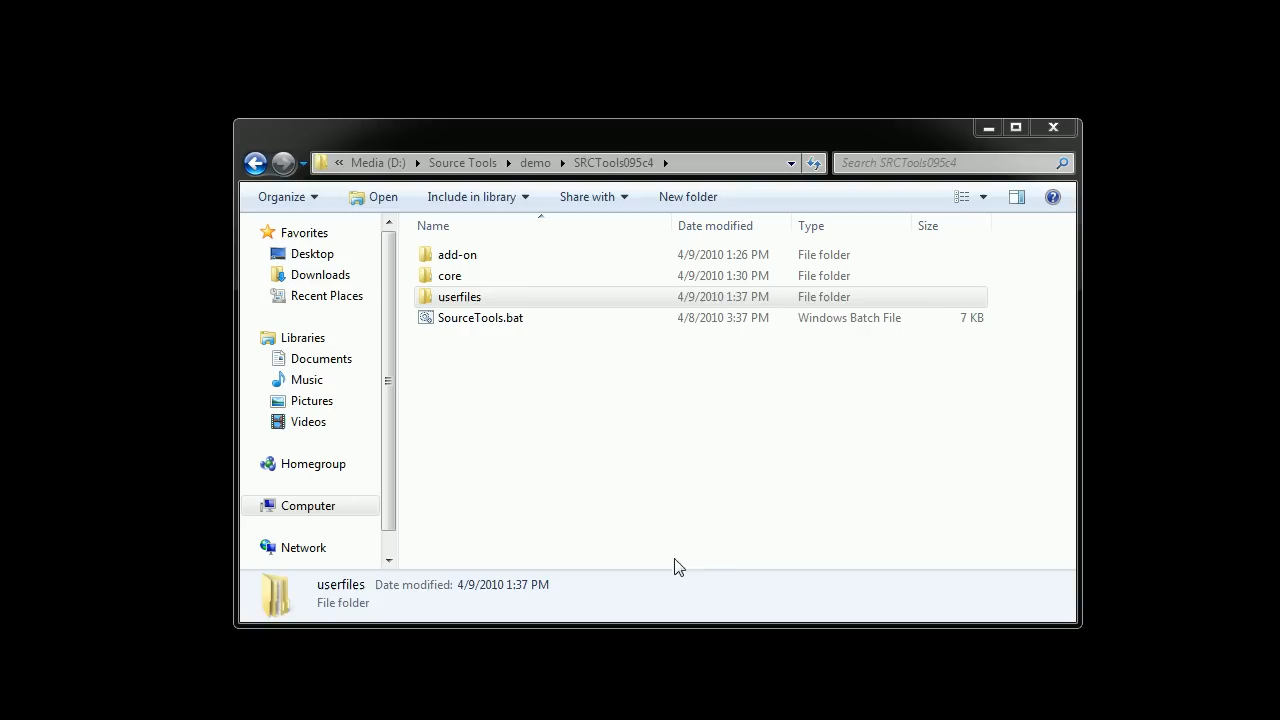 « Media (D:) Source Tools demo SRCTools095c4
Search SRCTools095c4
Organize Open Include in library Share with New folder
Name Date modified Type Size
Favorites
Desktop
Downloads
Recent Places
Libraries
Documents
Music
Pictures
Videos
Homegroup
Computer
Network
add-on 4/9/2010 1:26 PM File folder
core 4/9/2010 1:30 PM File folder
userfiles 4/9/2010 1:37 PM File folder
SourceTools.bat 4/8/2010 3:37 PM Windows Batch File 7 KB
userfiles Date modified: 4/9/2010 1:37 PM
File folder